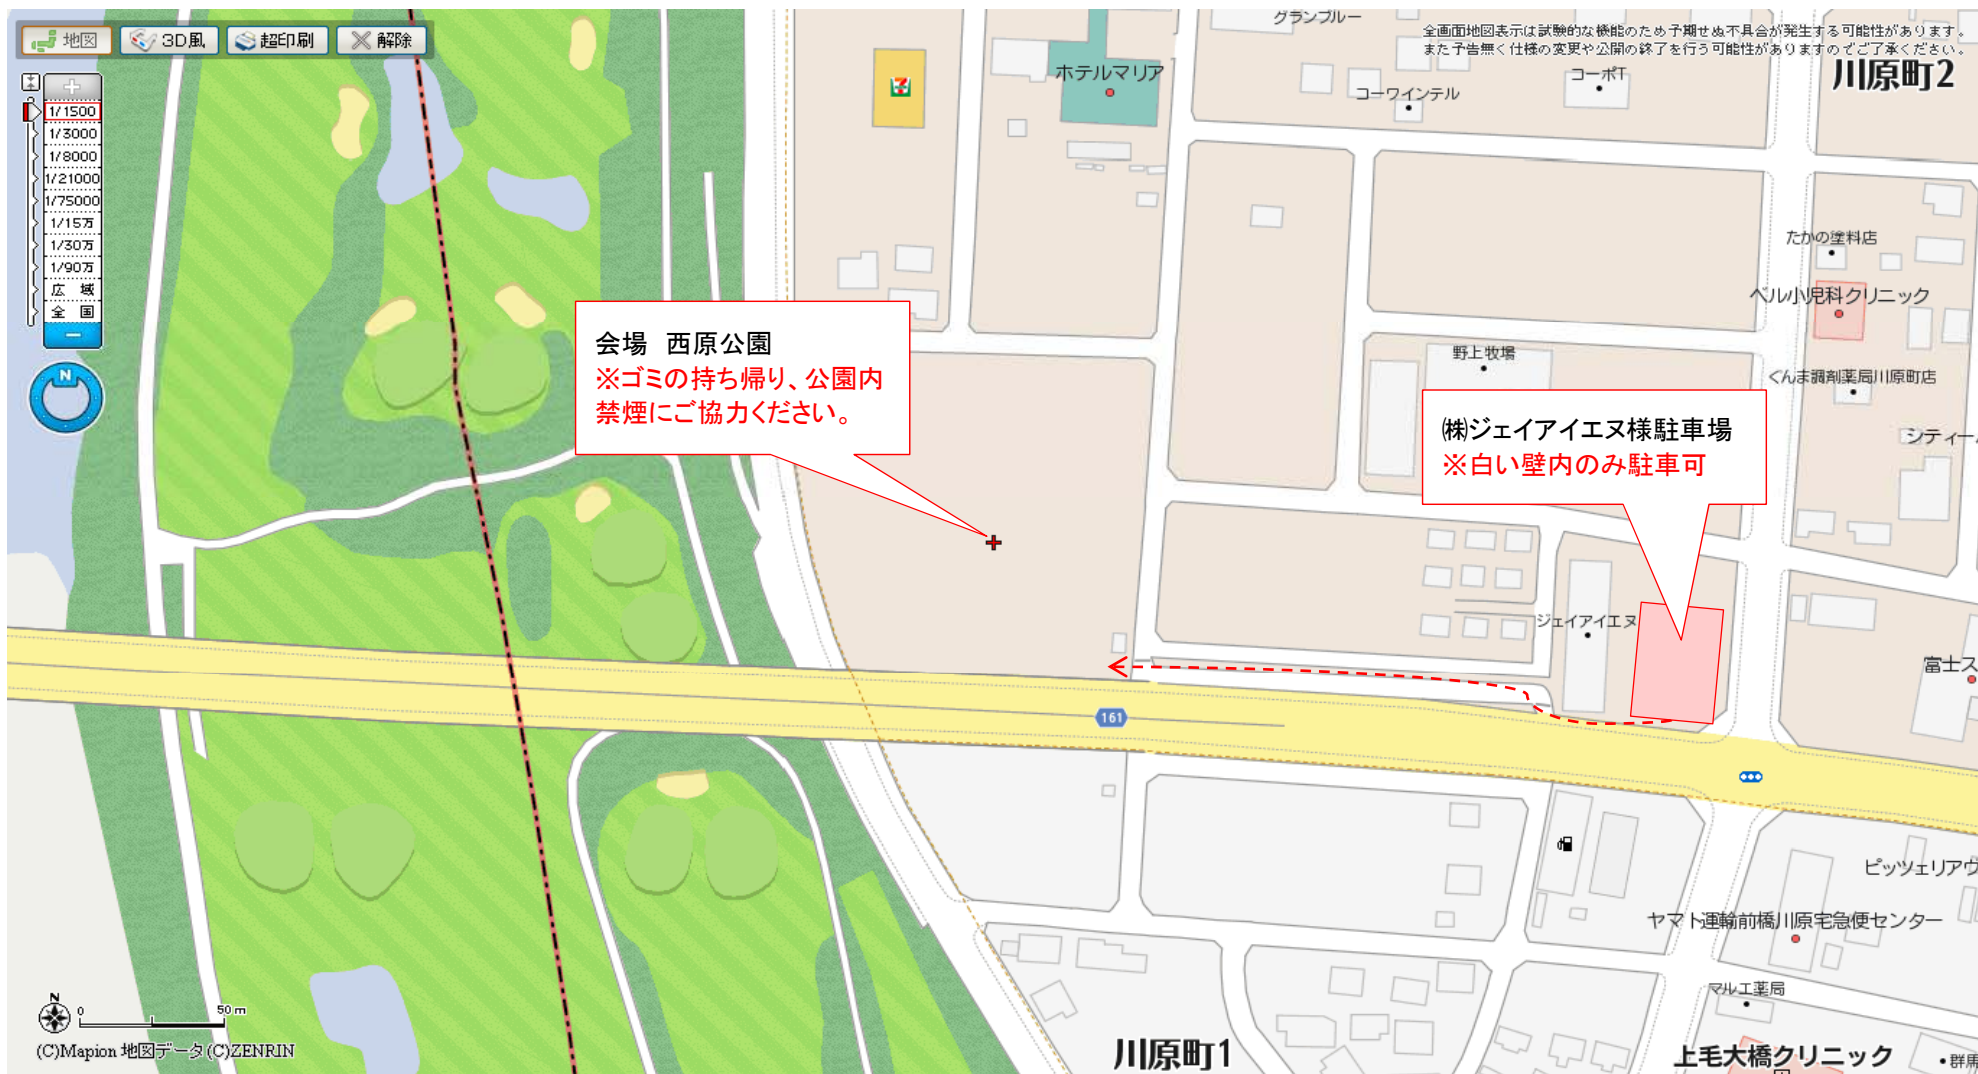 地図
3D風
超印刷
解除
1/1500
1/3000
1/8000
1/21000
1/75000
1/15万
1/30万
1/90万
広 域
全 国
N
全画面地図表示は試験的な機能のため予期せぬ不具合が発生する可能性があります。
また予告無く仕様の変更や公開の終了を行う可能性がありますのでご了承ください。
グランブルー
川原町2
ホテルマリア
コーポT
コーワインテル
たかの塗料店
ベル小児科クリニック
野上牧場
ぐんま調剤薬局川原町店
シティー
会場 西原公園
※ゴミの持ち帰り、公園内
禁煙にご協力ください。
㈱ジェイアイエヌ様駐車場
※白い壁内のみ駐車可
ジェイアイエヌ
富士ス
161
ピッツェリアウ
ヤマト運輸前橋川原宅急便センター
マルエ薬局
川原町1
上毛大橋クリニック
群馬
N
0
50 m
(C)Mapion 地図データ(C)ZENRIN